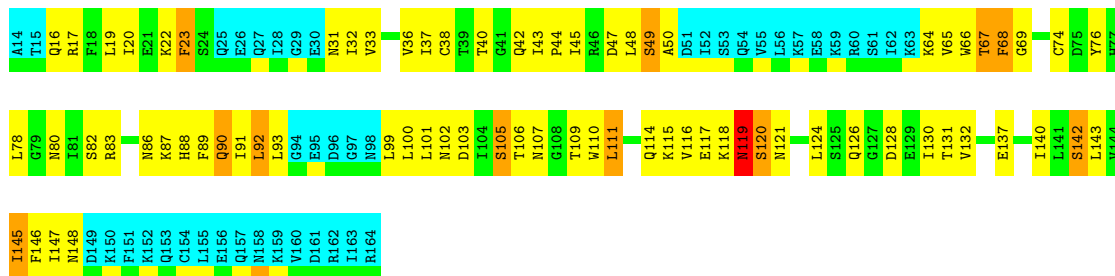 A14 T15 Q16 R17 F18 L19 I20 E21 K22 F23 S24 Q25 E26 Q27 I28 G29 E30 N31 I32 V33 V36 I37 C38 T39 T40 G41 Q42 I43 P44 I45 R46 D47 L48 S49 A50 D51 I52 S53 Q54 V55 L56 K57 E58 K59 R60 S61 I62 K63 K64 V65 W66 T67 F68 G69 C74 D75 Y76
L78 G79 N80 I81 S82 R83 N86 K87 H88 F89 Q90 I91 L92 L93 G94 E95 D96 G97 N98 L99 L100 L101 N102 D103 I104 S105 T106 N107 G108 T109 W110 L111 Q114 K115 V116 E117 K118 N119 S120 N121 L124 S125 Q126 G127 D128 E129 I130 T131 V132 E137 I140 L141 S142 L143 V144
I145 F146 I147 N148 D149 K150 F151 K152 Q153 C154 L155 E156 Q157 N158 K159 V160 D161 R162 I163 R164